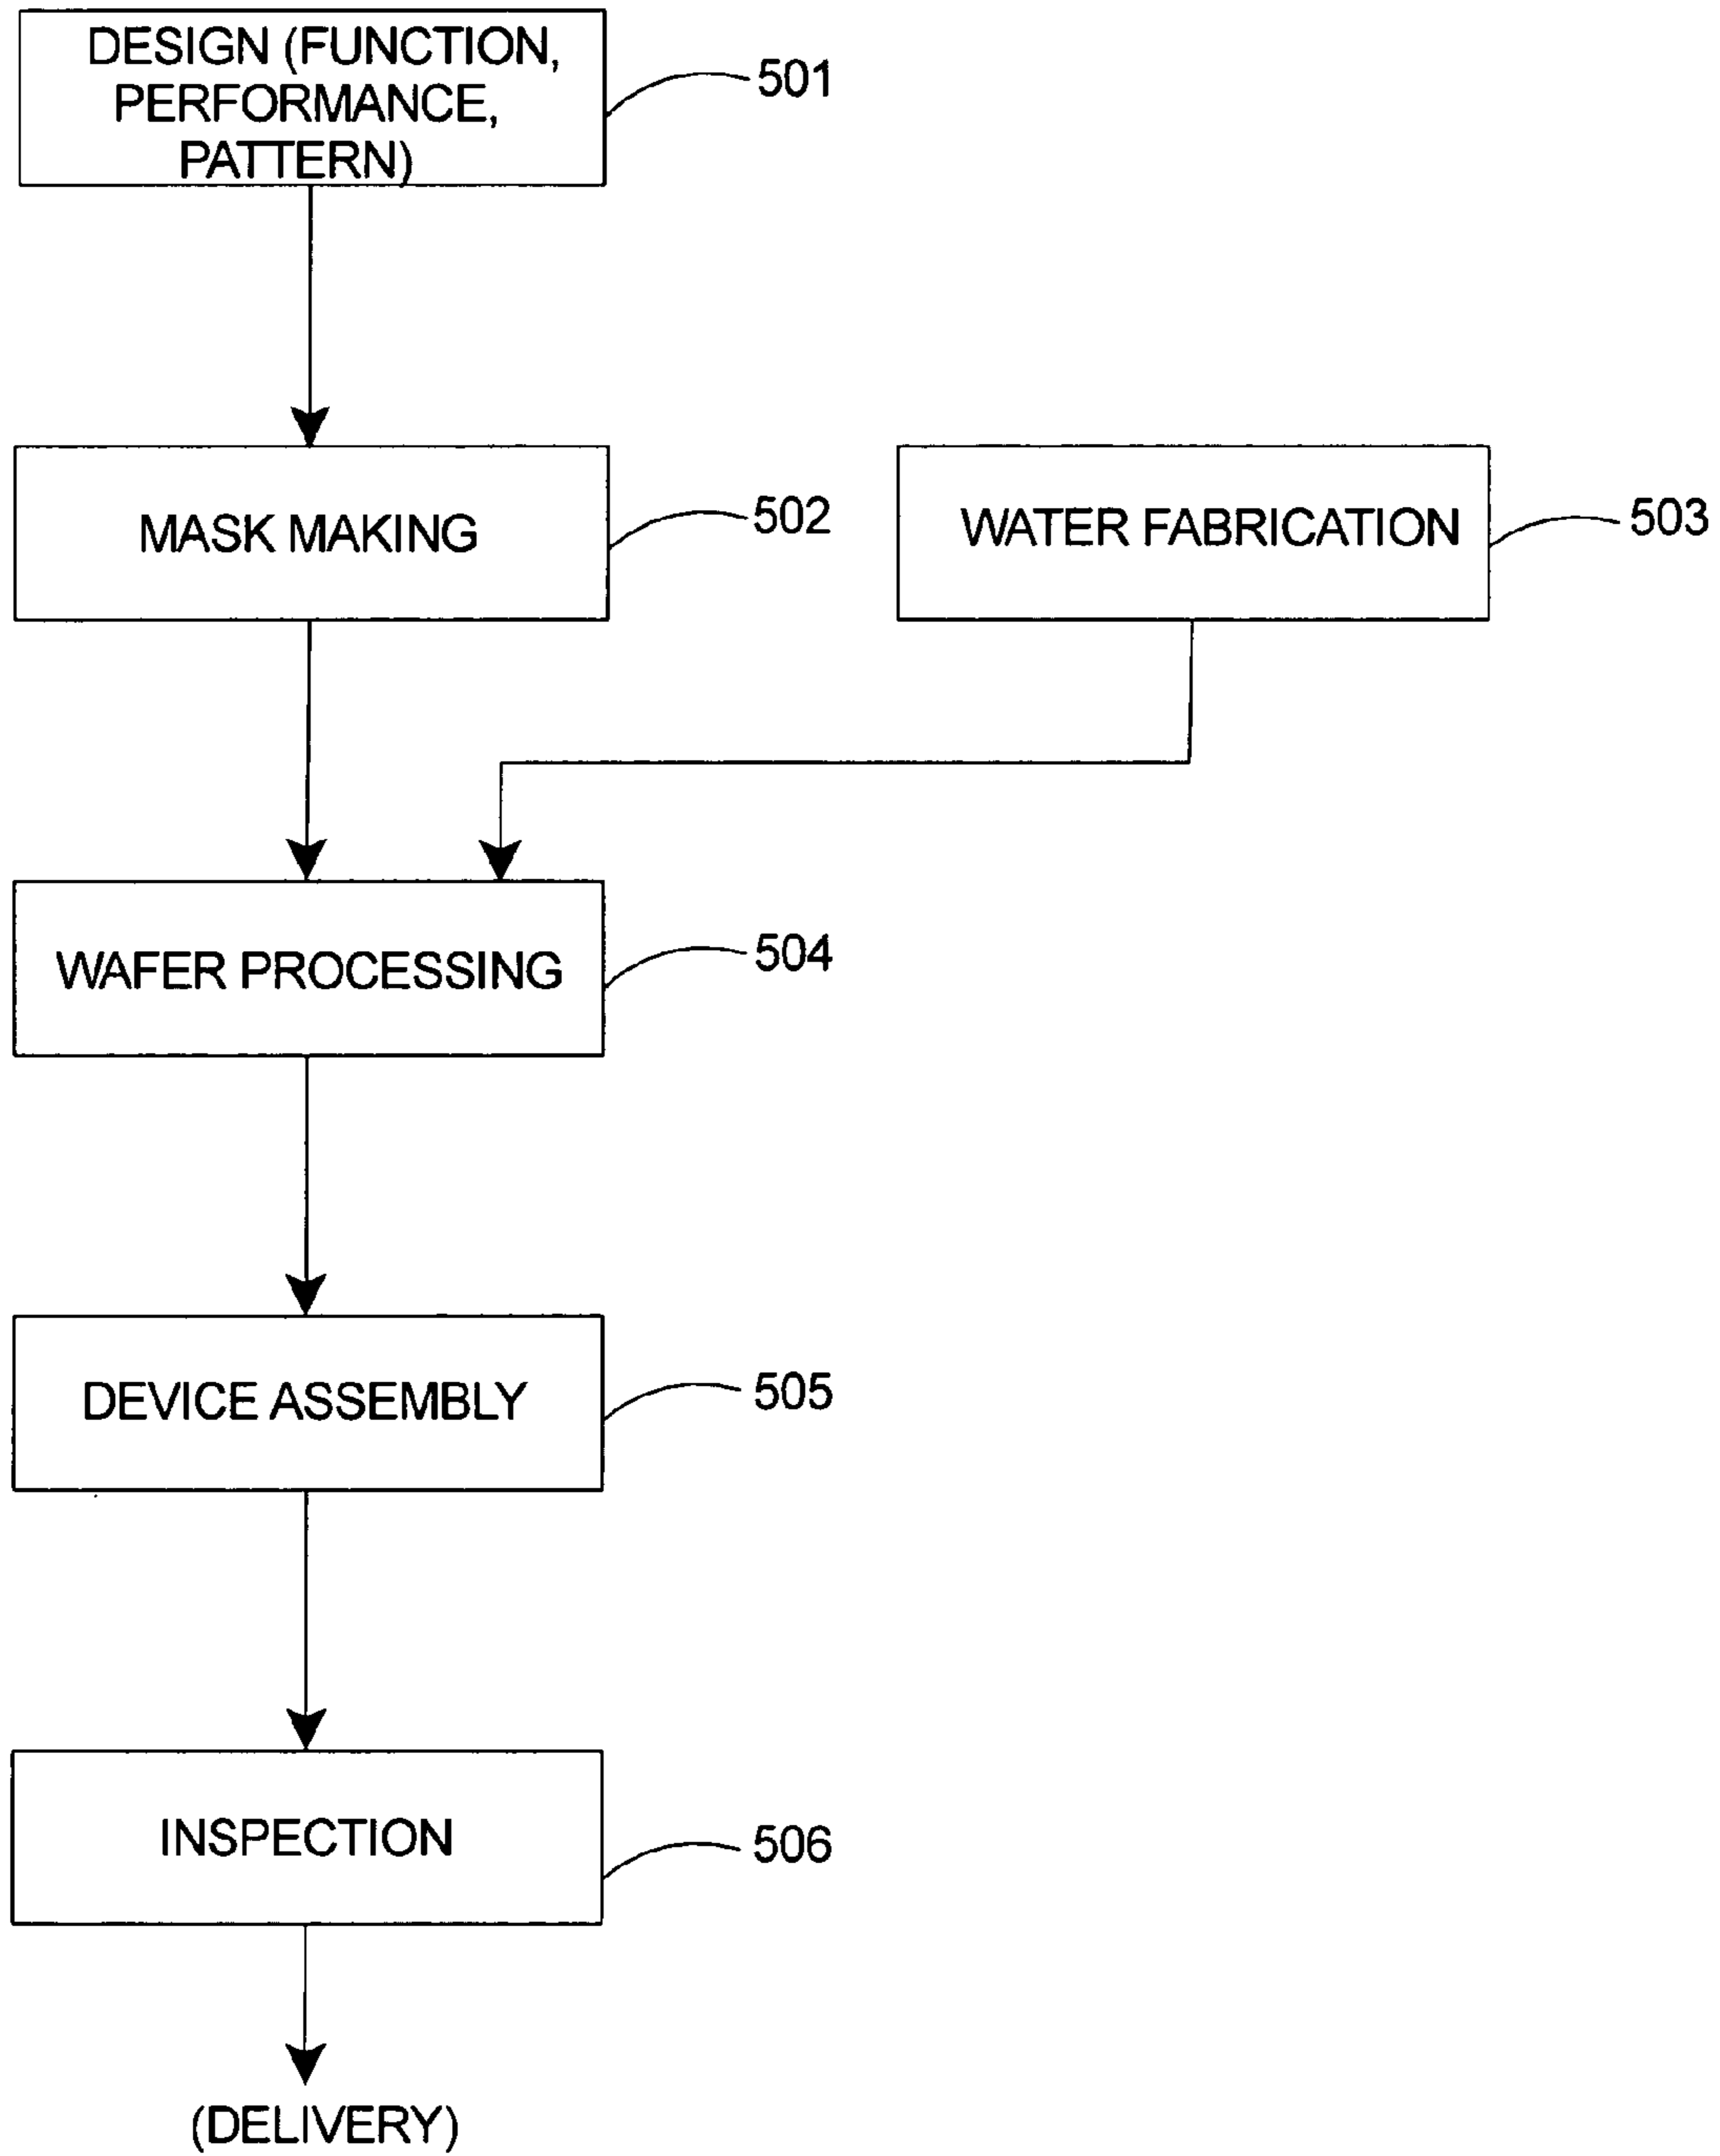 DESIGN (FUNCTION,
PERFORMANCE,
PATTERN)
501
MASK MAKING
502
WATER FABRICATION
503
WAFER PROCESSING
504
DEVICE ASSEMBLY
505
INSPECTION
506
(DELIVERY)